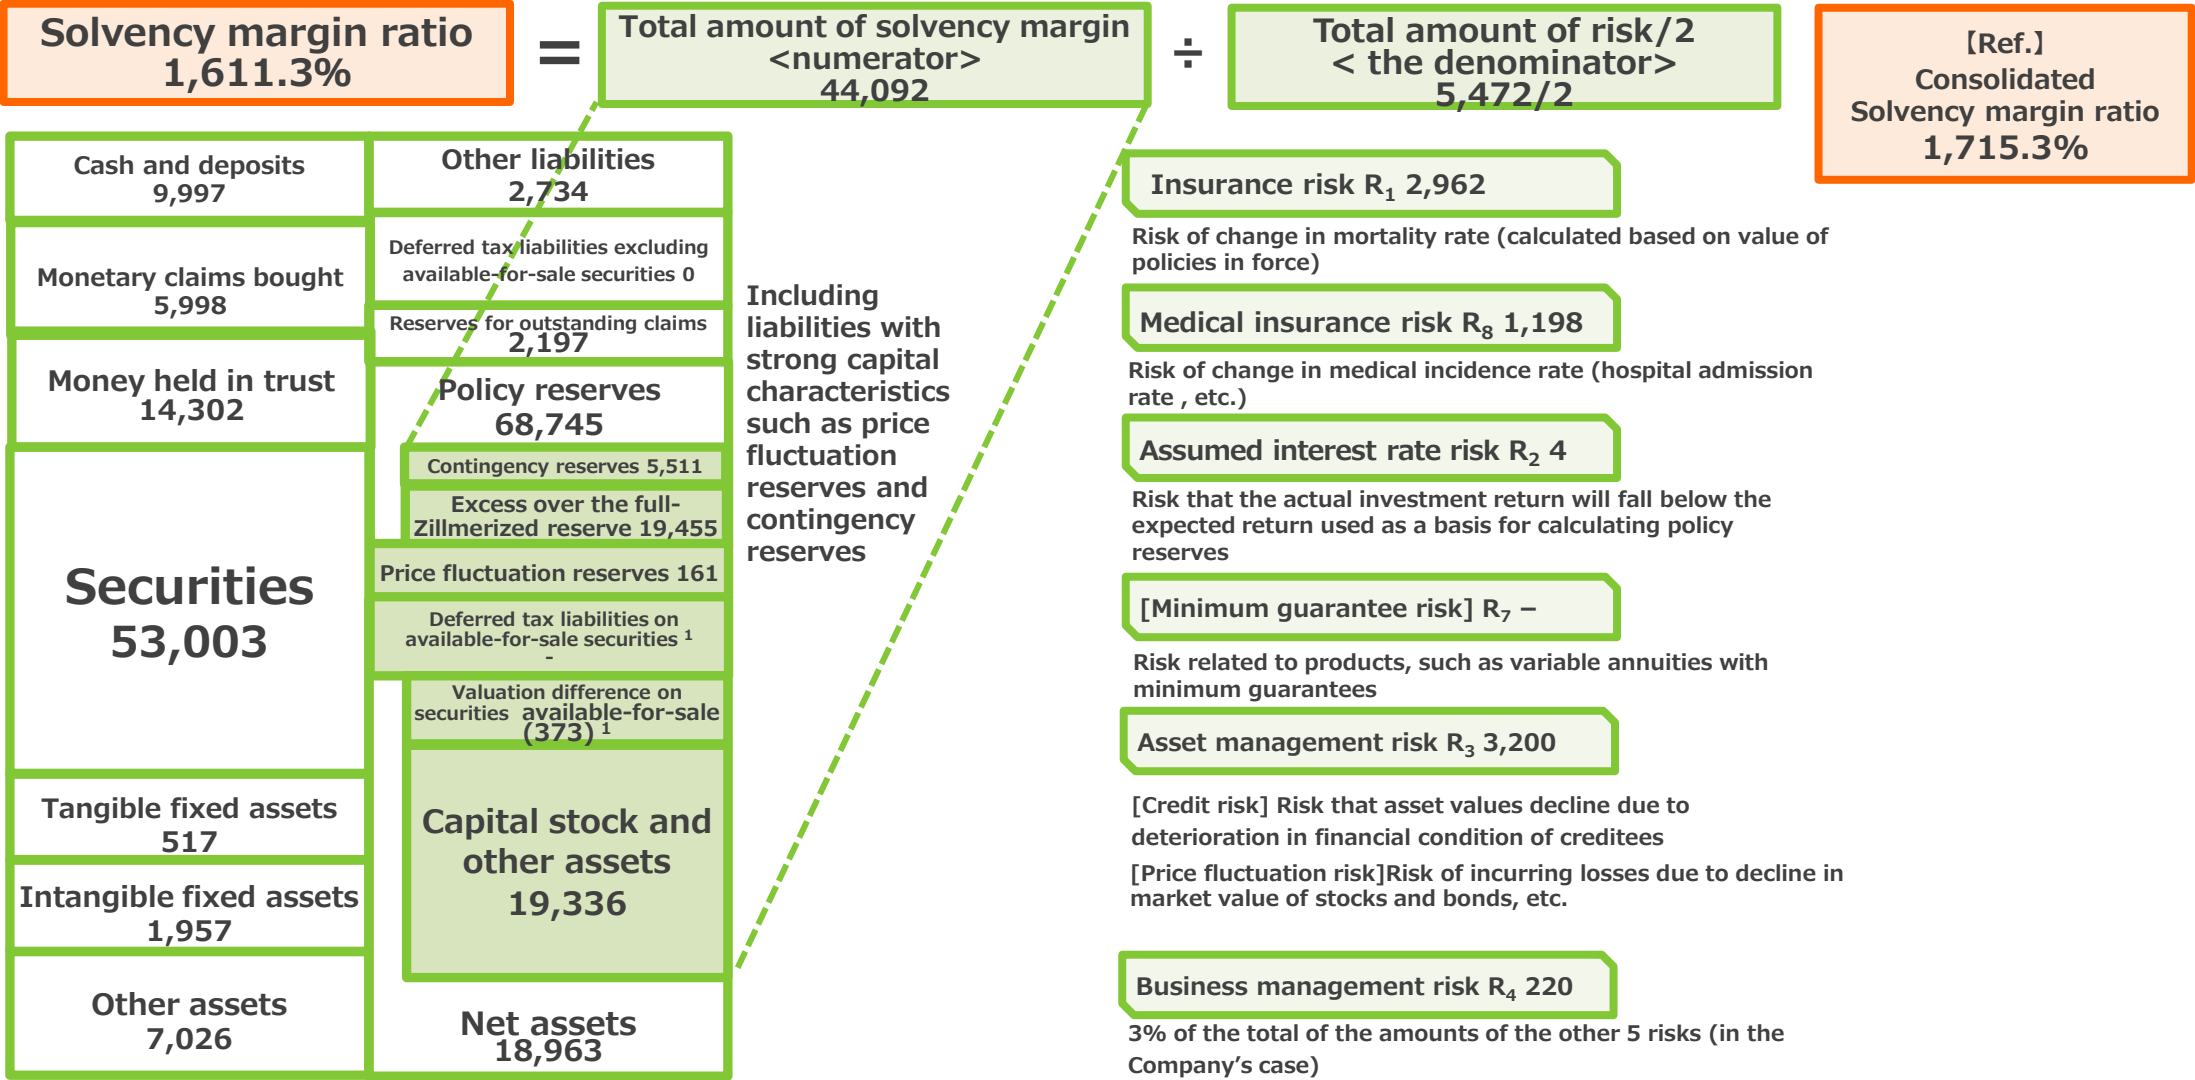 Solvency margin ratio
1,611.3%
=
Total amount of solvency margin
<numerator>
44,092
÷
Total amount of risk/2
< the denominator>
5,472/2
【Ref.】
Consolidated
Solvency margin ratio
1,715.3%
Cash and deposits
9,997
Monetary claims bought
5,998
Money held in trust
14,302
Securities
53,003
Tangible fixed assets
517
Intangible fixed assets
1,957
Other assets
7,026
Other liabilities
2,734
Deferred tax liabilities excluding
available-for-sale securities 0
Reserves for outstanding claims
2,197
Policy reserves
68,745
Contingency reserves 5,511
Excess over the full-
Zillmerized reserve 19,455
Price fluctuation reserves 161
Deferred tax liabilities on
available-for-sale securities 1
-
Valuation difference on
securities available-for-sale
(373) 1
Capital stock and
other assets
19,336
Net assets
18,963
Including
liabilities with
strong capital
characteristics
such as price
fluctuation
reserves and
contingency
reserves
Insurance risk R1 2,962
Risk of change in mortality rate (calculated based on value of
policies in force)
Medical insurance risk R8 1,198
Risk of change in medical incidence rate (hospital admission
rate , etc.)
Assumed interest rate risk R2 4
Risk that the actual investment return will fall below the
expected return used as a basis for calculating policy
reserves
[Minimum guarantee risk] R7 –
Risk related to products, such as variable annuities with
minimum guarantees
Asset management risk R3 3,200
[Credit risk] Risk that asset values decline due to
deterioration in financial condition of creditees
[Price fluctuation risk]Risk of incurring losses due to decline in
market value of stocks and bonds, etc.
Business management risk R4 220
3% of the total of the amounts of the other 5 risks (in the
Company's case)